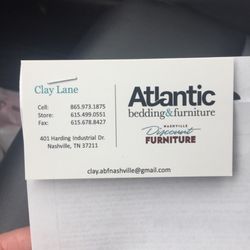 Clay Lane
Cell: 865.973.1875
Store: 615.499.0551
Fax: 615.678.8427
401 Harding Industrial Dr.
Nashville, TN 37211
Atlantic
bedding&furniture
NASHVILLE
Discount
FURNITURE
clay.abfnashville@gmail.com